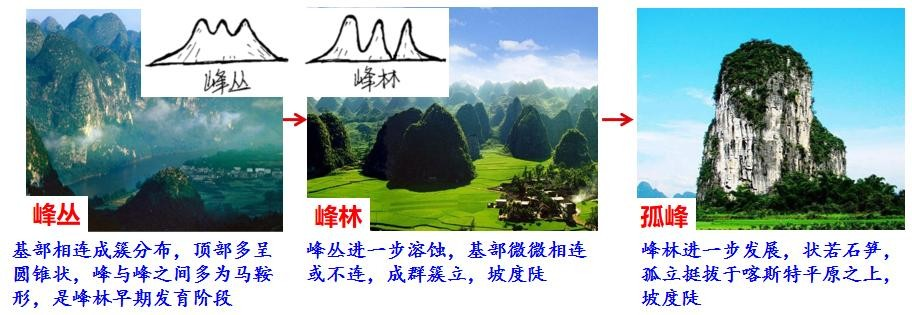 峰丛
峰林
峰丛
峰林
孤峰
基部相连成簇分布，顶部多呈
圆锥状，峰与峰之间多为马鞍
形，是峰林早期发育阶段
峰丛进一步溶蚀，基部微微相连
或不连，成群簇立，坡度陡
峰林进一步发展，状若石笋，
孤立挺拔于喀斯特平原之上，
坡度陡